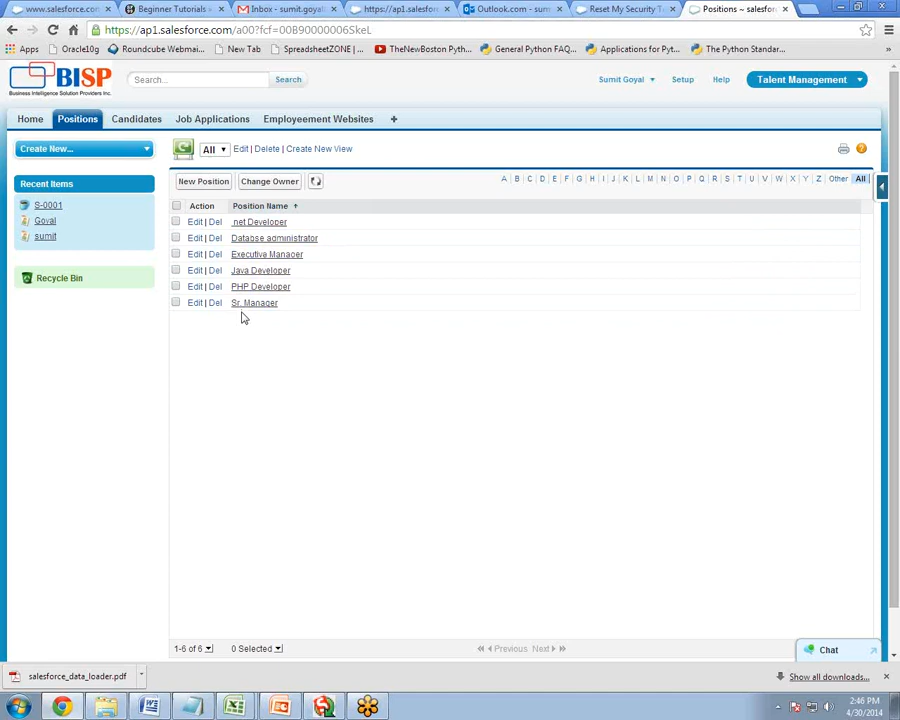 www.salesforce.con
Beginner Tutorials -
Inbox - sumit.goyal
https://ap1.salesfor
Outlook.com - sum
Reset My Security T
Positions ~ salesfor
https://ap1.salesforce.com/a00?fcf=00B90000006SkeL
Apps
Oracle10g
Roundcube Webmai...
New Tab
SpreadsheetZONE |...
TheNewBoston Pyth...
General Python FAQ...
Applications for Pyt...
The Python Standar...
»
BISP
Business Intelligence Solution Providers Inc.
Search...
Search
Sumit Goyal
Setup
Help
Talent Management
Home
Positions
Candidates
Job Applications
Employeement Websites
+
Create New...
All
Edit | Delete | Create New View
Recent Items
S-0001
Goyal
sumit
Recycle Bin
New Position
Change Owner
A B C D E F G H I J K L M N O P Q R S T U V W X Y Z Other All
Action
Position Name
Edit | Del .net Developer
Edit | Del Databse administrator
Edit | Del Executive Manager
Edit | Del Java Developer
Edit | Del PHP Developer
Edit | Del Sr. Manager
1-6 of 6
0 Selected
Previous Next
Chat
salesforce_data_loader.pdf
Show all downloads...
2:46 PM
4/30/2014